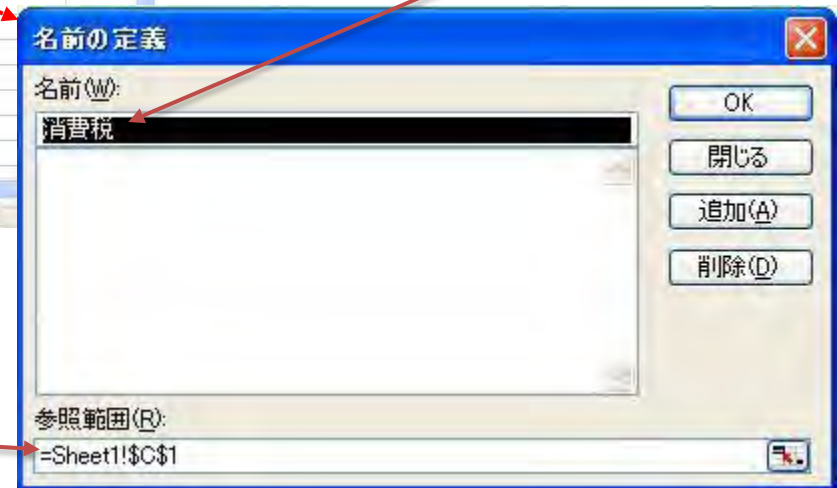 名前の定義
名前(W):
消費税
OK
閉じる
追加(A)
削除(D)
参照範囲(R):
=Sheet1!$C$1